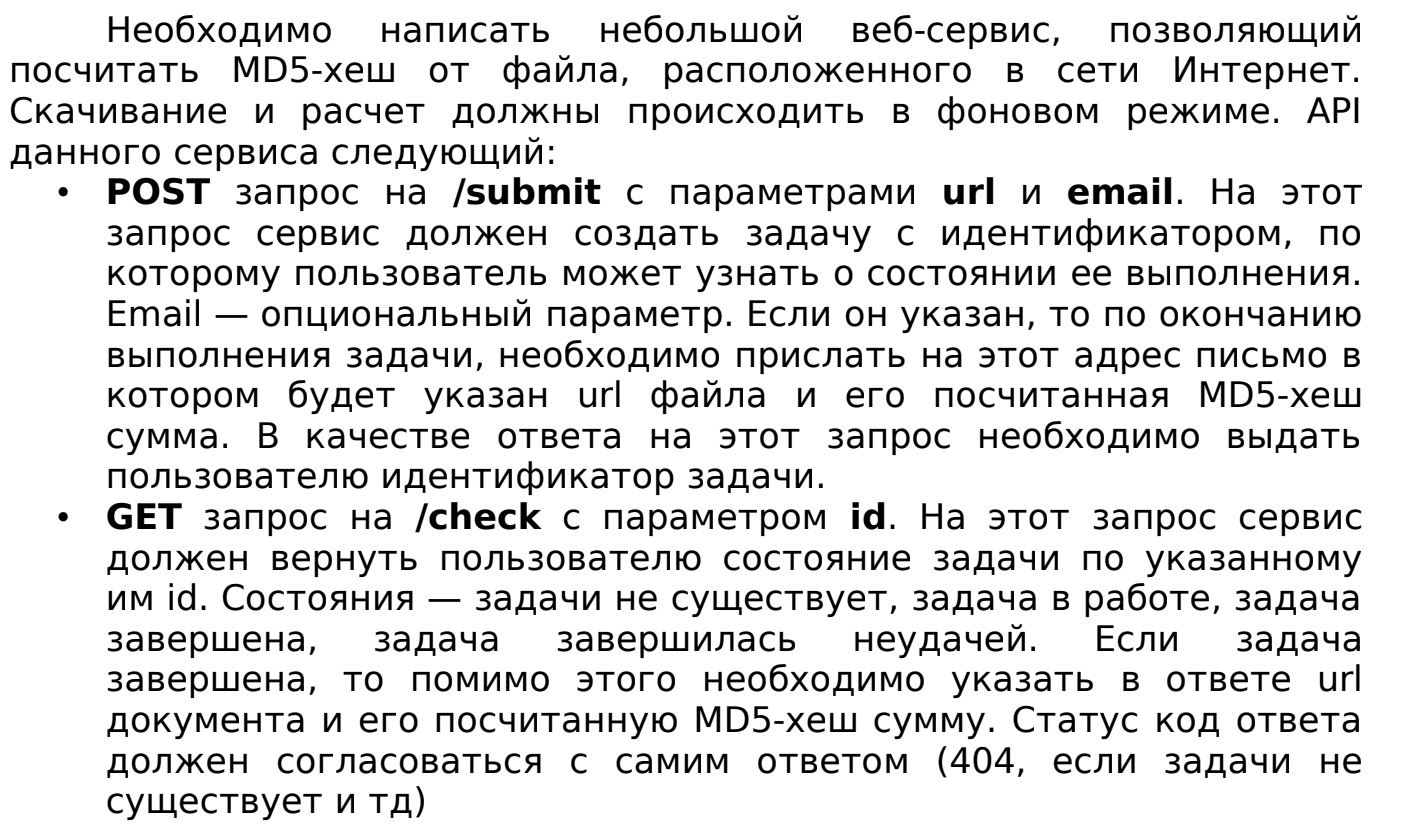 Необходимо написать небольшой веб-сервис, позволяющий
посчитать MD5-хеш от файла, расположенного в сети Интернет.
Скачивание и расчет должны происходить в фоновом режиме. API
данного сервиса следующий:
• POST запрос на /submit с параметрами url и email. На этот
запрос сервис должен создать задачу с идентификатором, по
которому пользователь может узнать о состоянии ее выполнения.
Email — опциональный параметр. Если он указан, то по окончанию
выполнения задачи, необходимо прислать на этот адрес письмо в
котором будет указан url файла и его посчитанная MD5-хеш
сумма. В качестве ответа на этот запрос необходимо выдать
пользователю идентификатор задачи.
• GET запрос на /check с параметром id. На этот запрос сервис
должен вернуть пользователю состояние задачи по указанному
им id. Состояния — задачи не существует, задача в работе, задача
завершена, задача завершилась неудачей. Если задача
завершена, то помимо этого необходимо указать в ответе url
документа и его посчитанную MD5-хеш сумму. Статус код ответа
должен согласоваться с самим ответом (404, если задачи не
существует и тд)